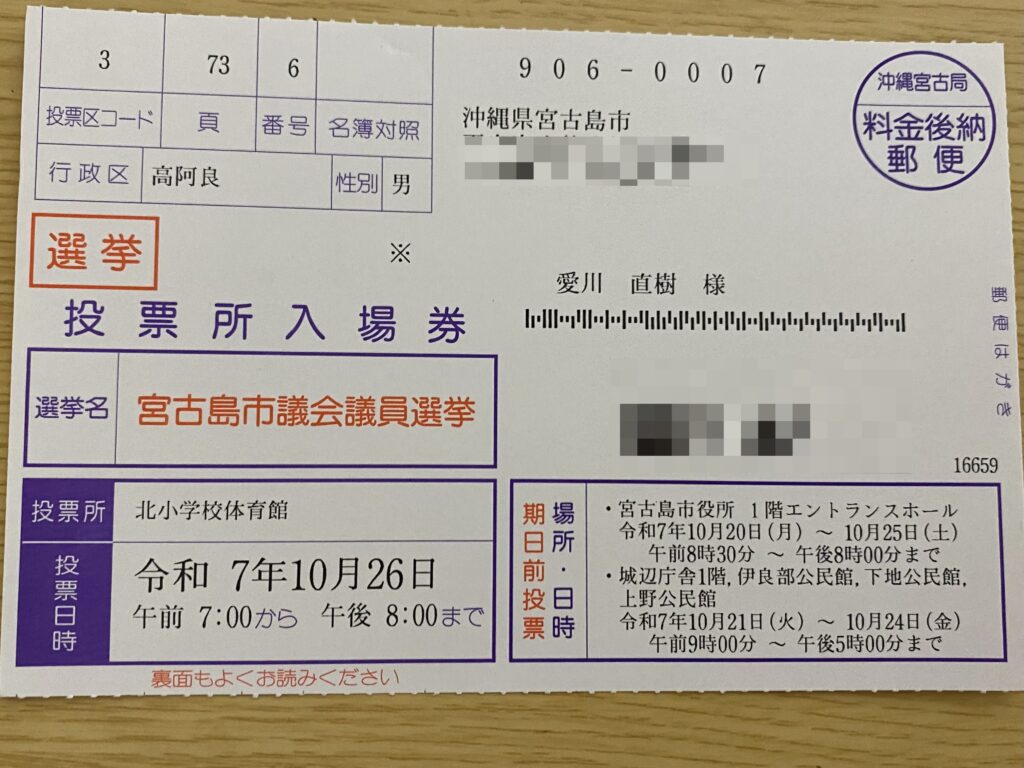 3 73 6
投票区コード 頁 番号 名簿対照
行政区 高阿良 性別 男
906-0007
沖縄県宮古島市
沖縄宮古局
料金後納
郵便
選挙
※
愛川 直樹 様
投票所入場券
郵便はがき
選挙名 宮古島市議会議員選挙
16659
投票所 北小学校体育館
投票日時 令和 7年10月26日
午前 7:00から 午後 8:00まで
期日前投票 場所・日時
・宮古島市役所 1階エントランスホール
令和7年10月20日(月) ~ 10月25日(土)
午前8時30分 ~ 午後8時00分まで
・城辺庁舎1階,伊良部公民館,下地公民館,
上野公民館
令和7年10月21日(火) ~ 10月24日(金)
午前9時00分 ~ 午後5時00分まで
裏面もよくお読みください